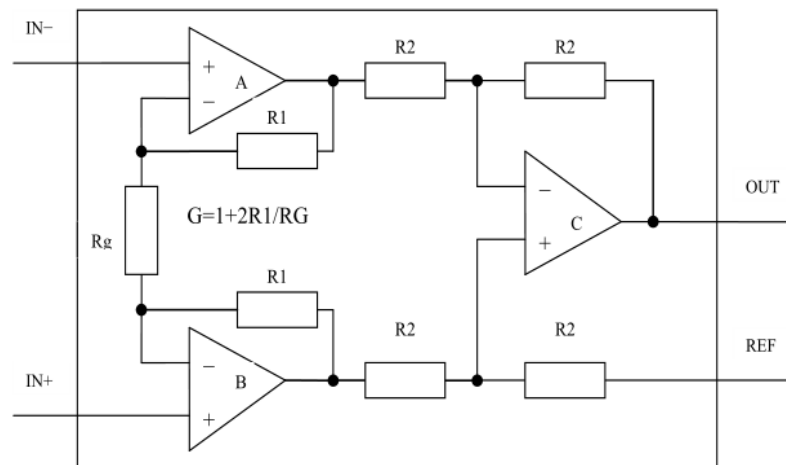 IN−
+
A
−
R2
R2
R1
G=1+2R1/RG
Rg
−
C
+
OUT
R1
R2
R2
REF
−
B
+
IN+